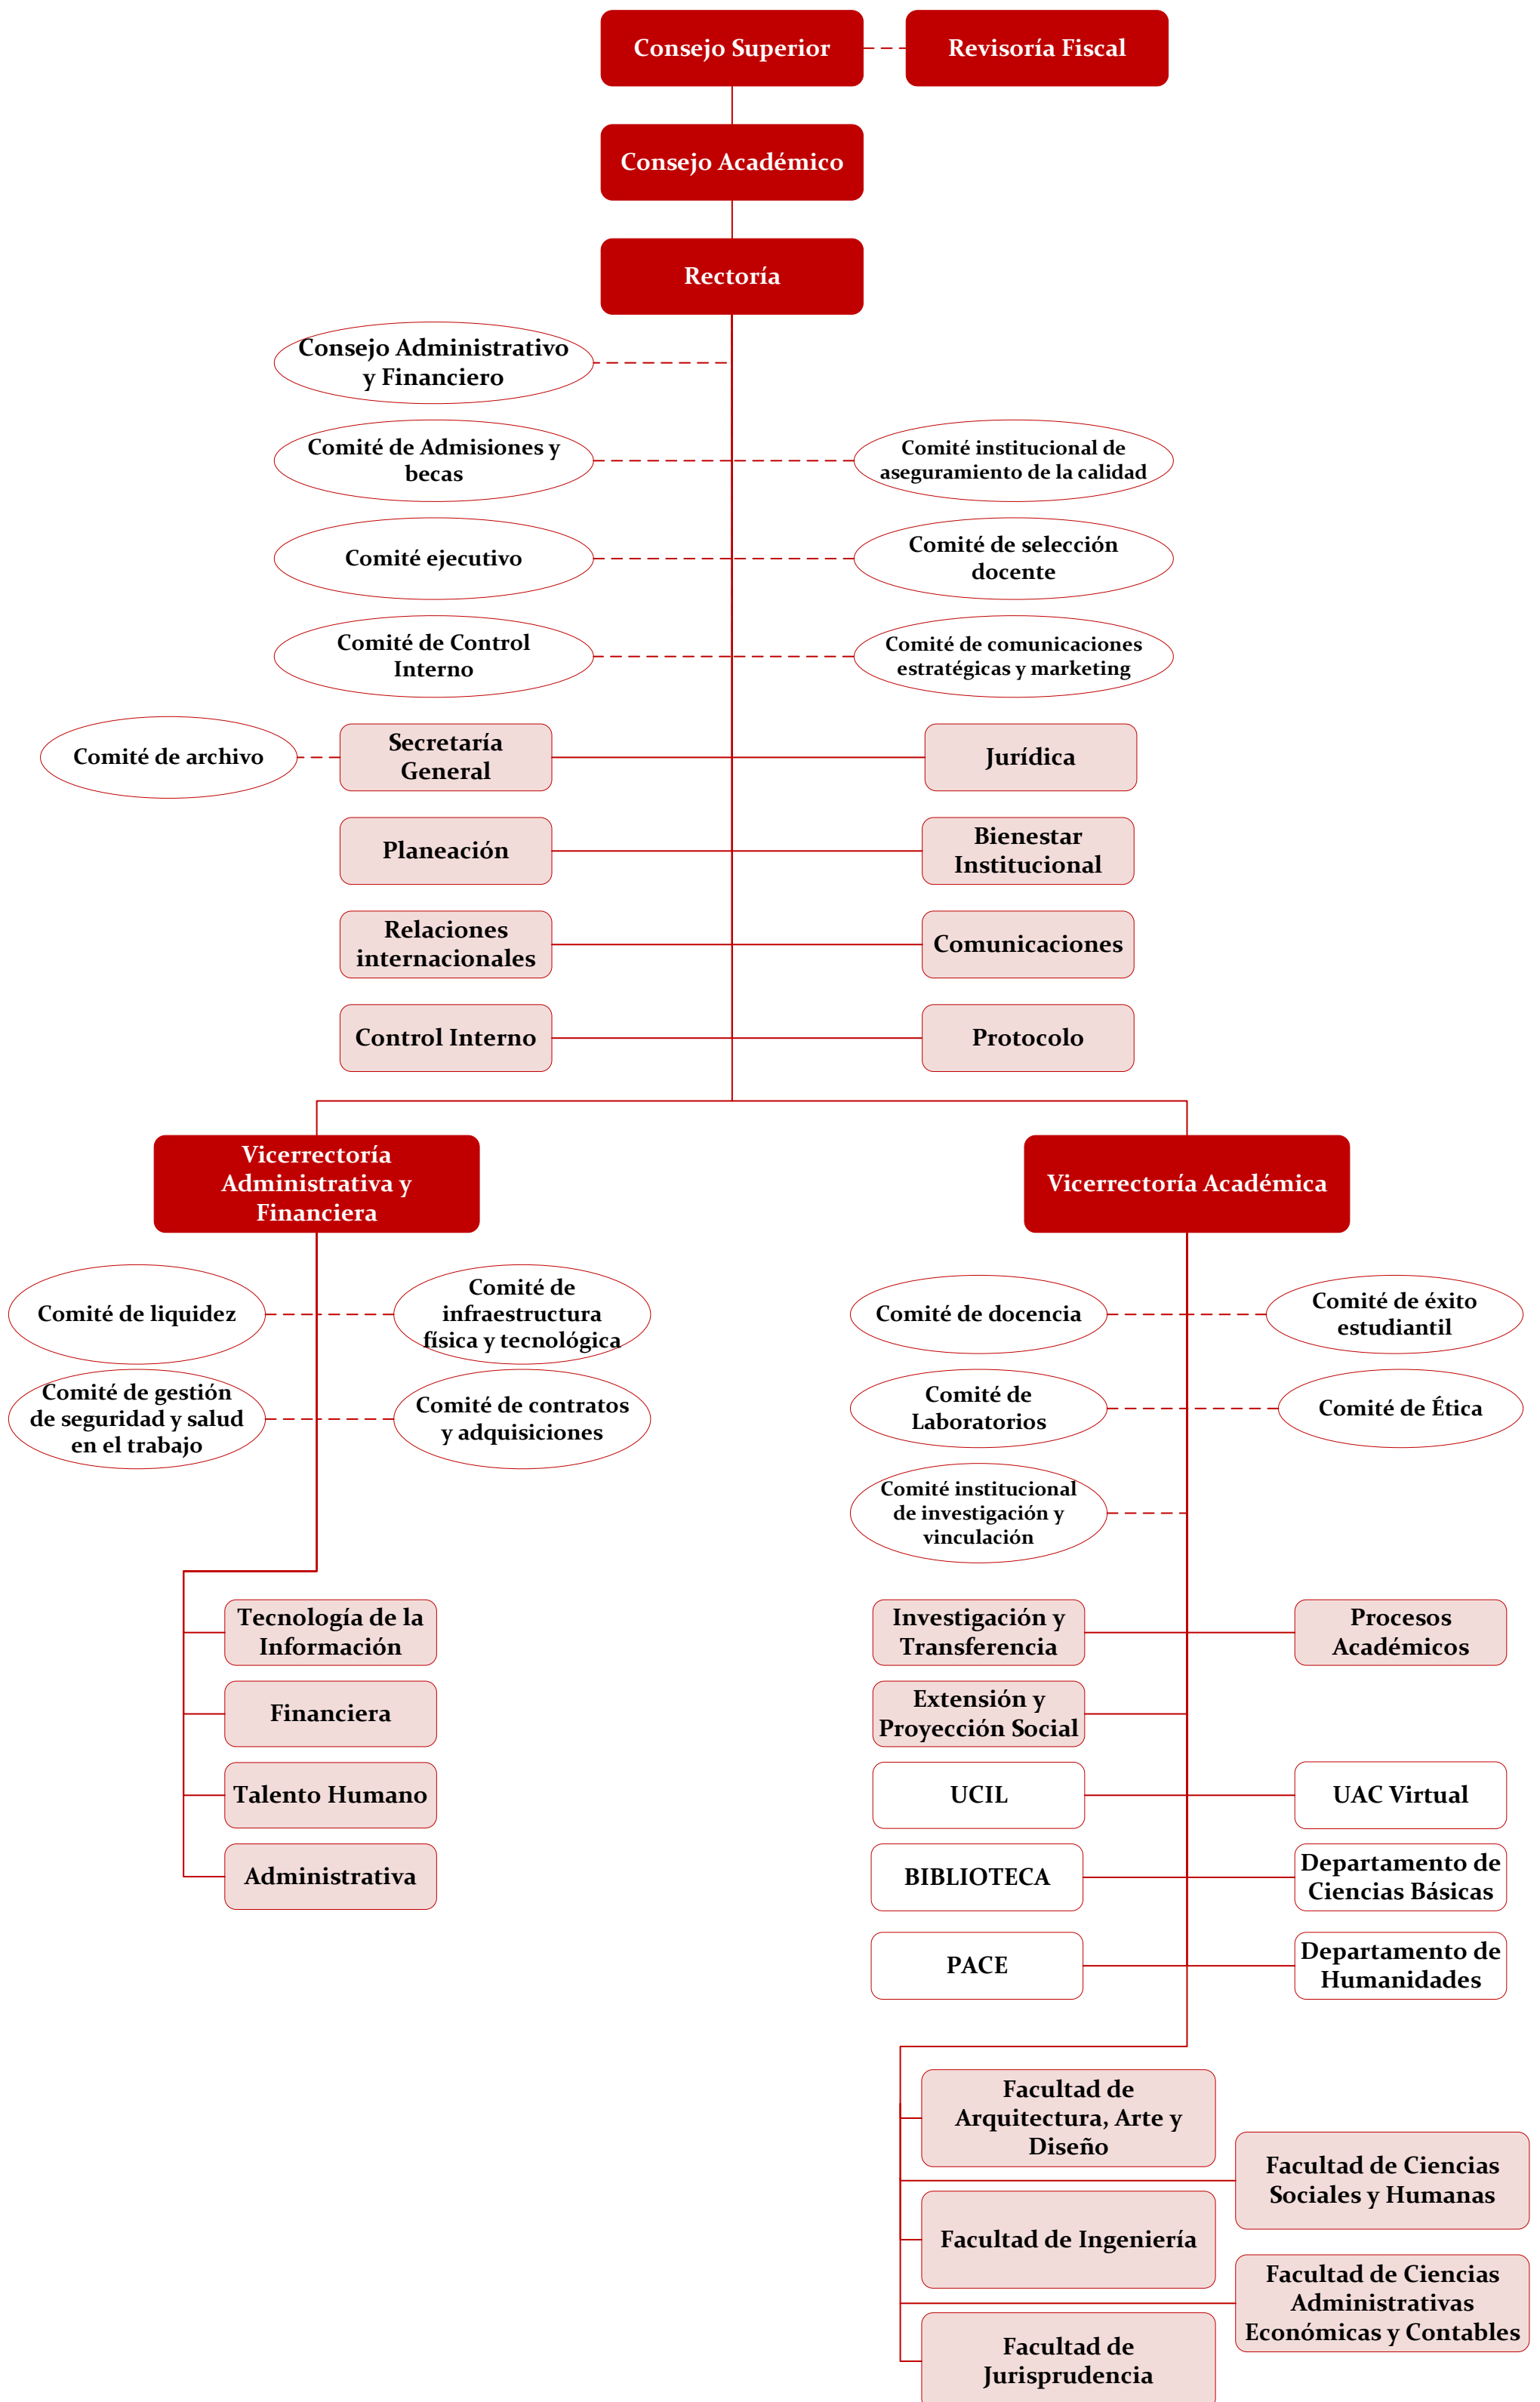 Consejo Superior
Revisoría Fiscal
Consejo Académico
Rectoría
Consejo Administrativo
y Financiero
Comité de Admisiones y
becas
Comité institucional de
aseguramiento de la calidad
Comité ejecutivo
Comité de selección
docente
Comité de Control
Interno
Comité de comunicaciones
estratégicas y marketing
Comité de archivo
Secretaría
General
Jurídica
Planeación
Bienestar
Institucional
Relaciones
internacionales
Comunicaciones
Control Interno
Protocolo
Vicerrectoría
Administrativa y
Financiera
Vicerrectoría Académica
Comité de liquidez
Comité de
infraestructura
física y tecnológica
Comité de docencia
Comité de éxito
estudiantil
Comité de gestión
de seguridad y salud
en el trabajo
Comité de contratos
y adquisiciones
Comité de
Laboratorios
Comité de Ética
Comité institucional
de investigación y
vinculación
Tecnología de la
Información
Investigación y
Transferencia
Procesos
Académicos
Financiera
Extensión y
Proyección Social
Talento Humano
UCIL
UAC Virtual
Administrativa
BIBLIOTECA
Departamento de
Ciencias Básicas
PACE
Departamento de
Humanidades
Facultad de
Arquitectura, Arte y
Diseño
Facultad de Ciencias
Sociales y Humanas
Facultad de Ingeniería
Facultad de Ciencias
Administrativas
Económicas y Contables
Facultad de
Jurisprudencia